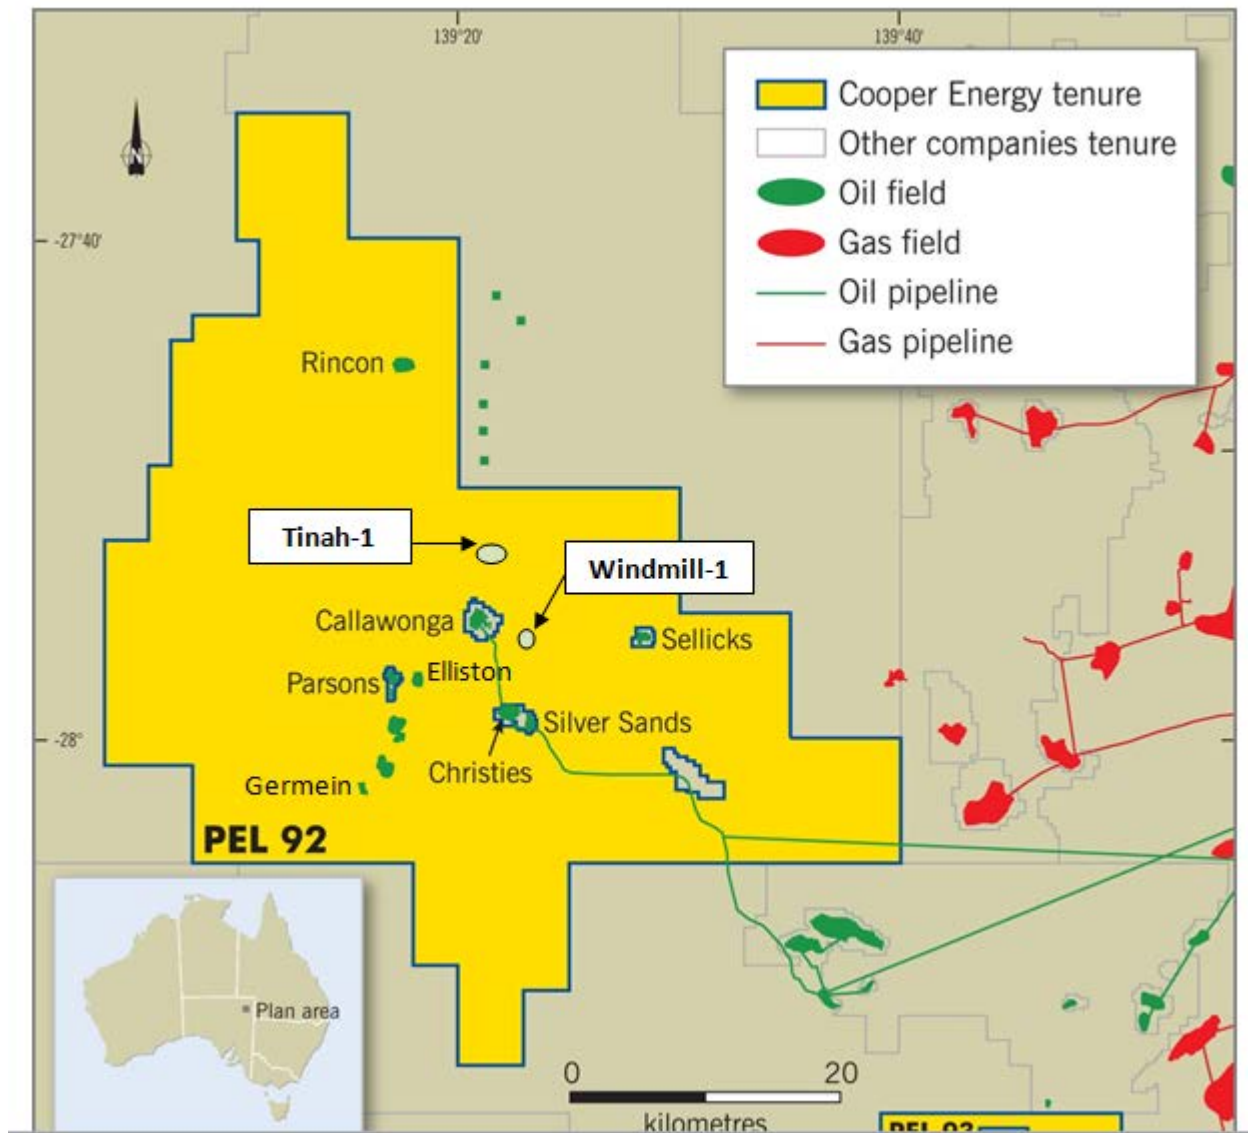 139°20'
139°40'
Cooper Energy tenure
Other companies tenure
Oil field
Gas field
Oil pipeline
Gas pipeline
N
-27°40'
Rincon
Tinah-1
Windmill-1
Callawonga
Sellicks
Elliston
Parsons
Silver Sands
-28°
Christies
Germein
PEL 92
Plan area
0 20
kilometres
PEL 93